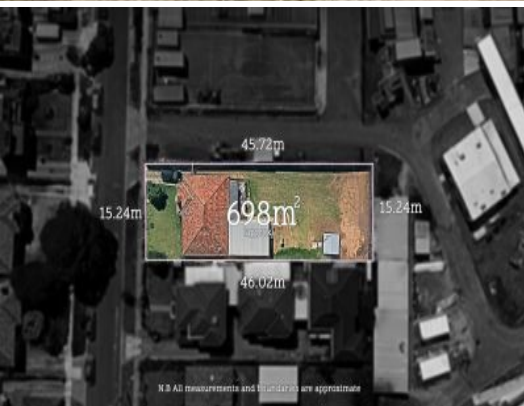 45.72m
15.24m
698m²
15.24m
46.02m
N.B All measurements and boundaries are approximate